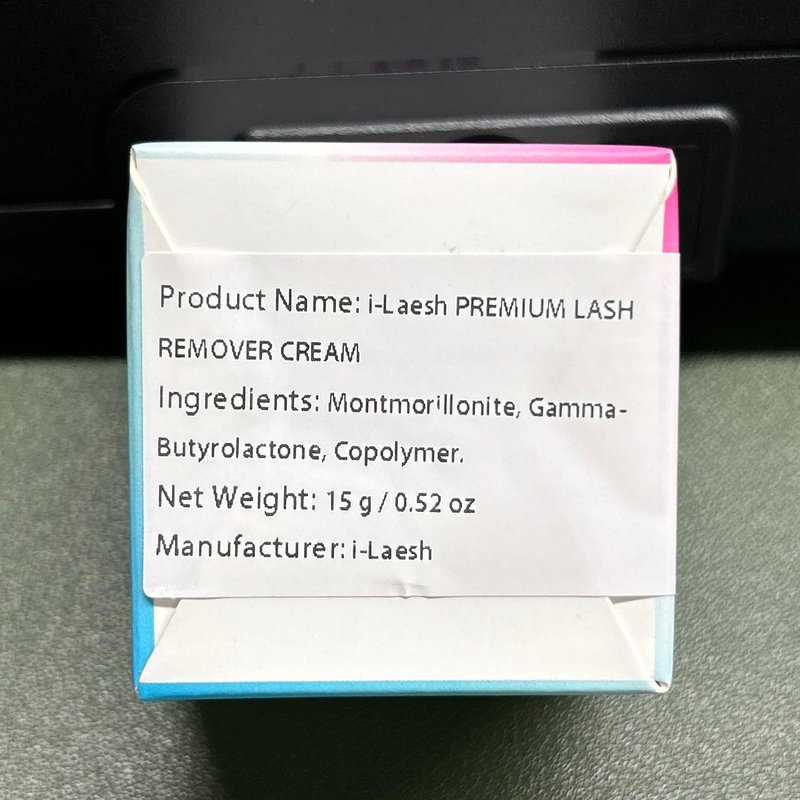 Product Name: i-Laesh PREMIUM LASH
REMOVER CREAM
Ingredients: Montmorillonite, Gamma-
Butyrolactone, Copolymer.
Net Weight: 15 g / 0.52 oz
Manufacturer: i-Laesh